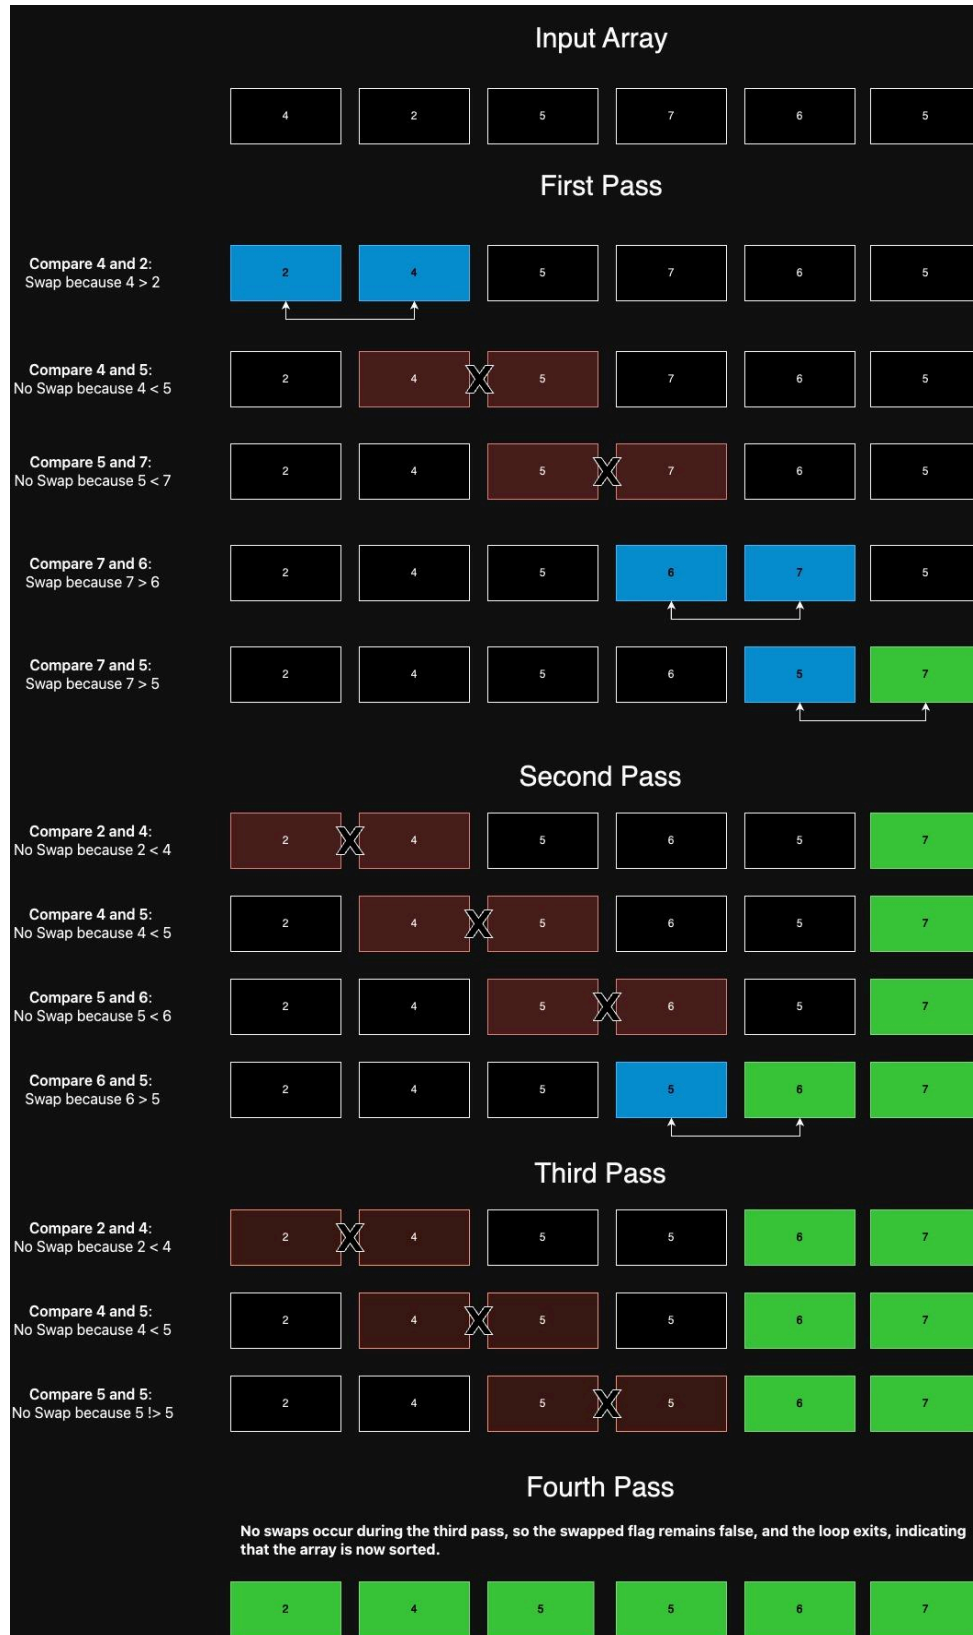 Input Array
4 2 5 7 6 5
First Pass
Compare 4 and 2:
Swap because 4 > 2
2 4 5 7 6 5
Compare 4 and 5:
No Swap because 4 < 5
2 4 X 5 7 6 5
Compare 5 and 7:
No Swap because 5 < 7
2 4 5 X 7 6 5
Compare 7 and 6:
Swap because 7 > 6
2 4 5 6 7 5
Compare 7 and 5:
Swap because 7 > 5
2 4 5 6 5 7
Second Pass
Compare 2 and 4:
No Swap because 2 < 4
2 X 4 5 6 5 7
Compare 4 and 5:
No Swap because 4 < 5
2 4 X 5 6 5 7
Compare 5 and 6:
No Swap because 5 < 6
2 4 5 X 6 5 7
Compare 6 and 5:
Swap because 6 > 5
2 4 5 5 6 7
Third Pass
Compare 2 and 4:
No Swap because 2 < 4
2 X 4 5 5 6 7
Compare 4 and 5:
No Swap because 4 < 5
2 4 X 5 5 6 7
Compare 5 and 5:
No Swap because 5 !> 5
2 4 5 X 5 6 7
Fourth Pass
No swaps occur during the third pass, so the swapped flag remains false, and the loop exits, indicating
that the array is now sorted.
2 4 5 5 6 7